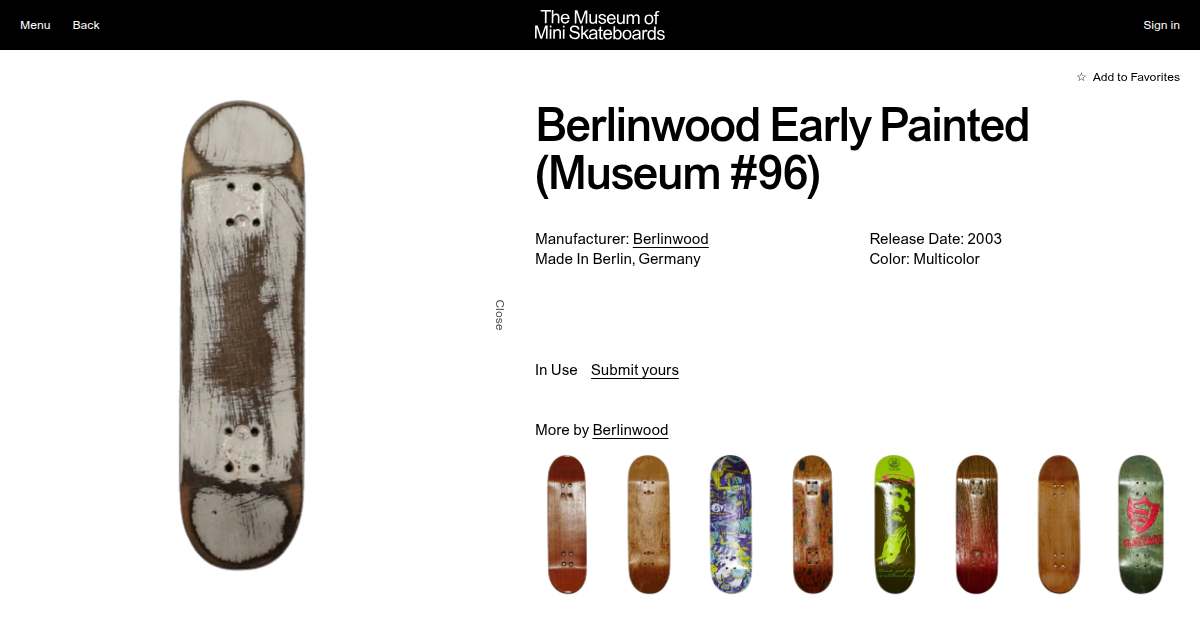 Menu
Back
The Museum of
Mini Skateboards
Sign in
☆ Add to Favorites
Berlinwood Early Painted
(Museum #96)
Manufacturer: Berlinwood
Made In Berlin, Germany
Release Date: 2003
Color: Multicolor
Close
In Use Submit yours
More by Berlinwood